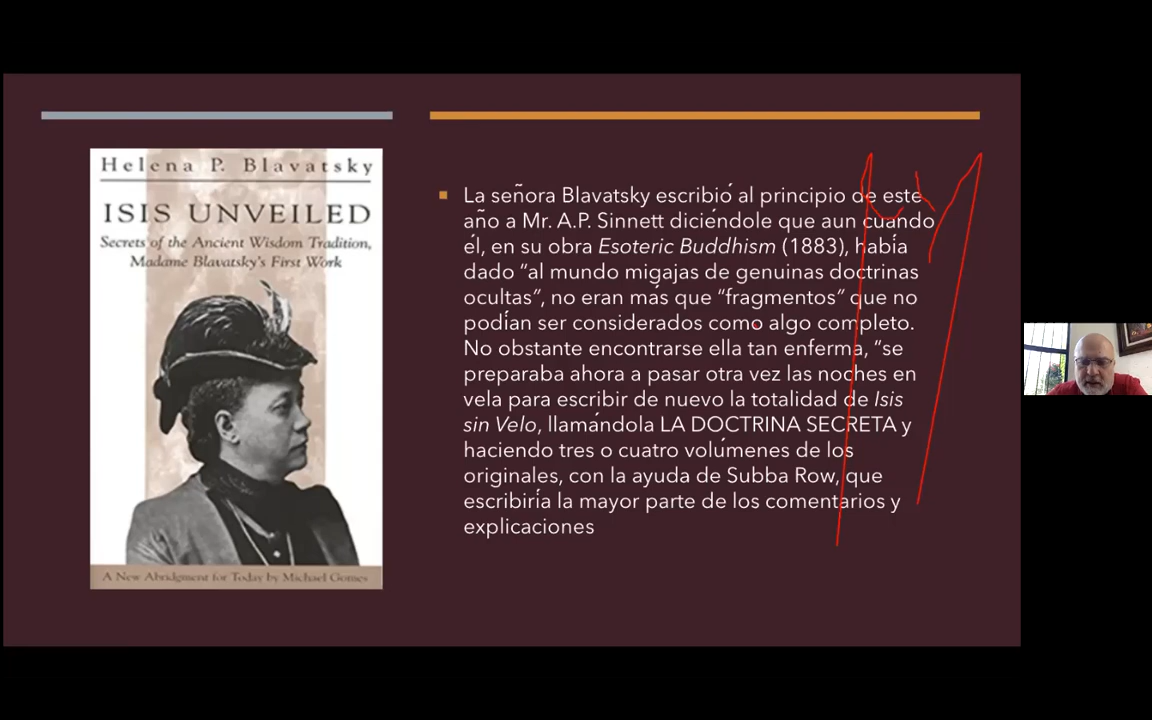 Helena P. Blavatsky
ISIS UNVEILED
Secrets of the Ancient Wisdom Tradition,
Madame Blavatsky's First Work
A New Abridgment for Today by Michael Gomes
La señora Blavatsky escribió al principio de este
año a Mr. A.P. Sinnett diciéndole que aun cuando
él, en su obra Esoteric Buddhism (1883), había
dado “al mundo migajas de genuinas doctrinas
ocultas”, no eran más que “fragmentos” que no
podían ser considerados como algo completo.
No obstante encontrarse ella tan enferma, “se
preparaba ahora a pasar otra vez las noches en
vela para escribir de nuevo la totalidad de Isis
sin Velo, llamándola LA DOCTRINA SECRETA y
haciendo tres o cuatro volúmenes de los
originales, con la ayuda de Subba Row, que
escribiría la mayor parte de los comentarios y
explicaciones